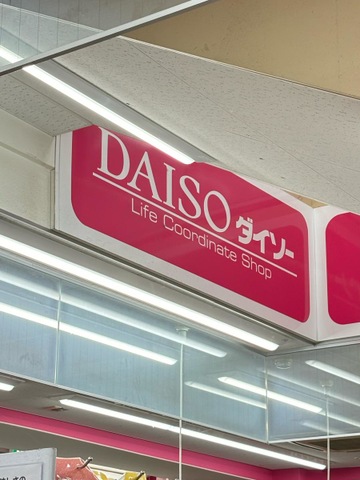 DAISO ダイソー
Life Coordinate Shop